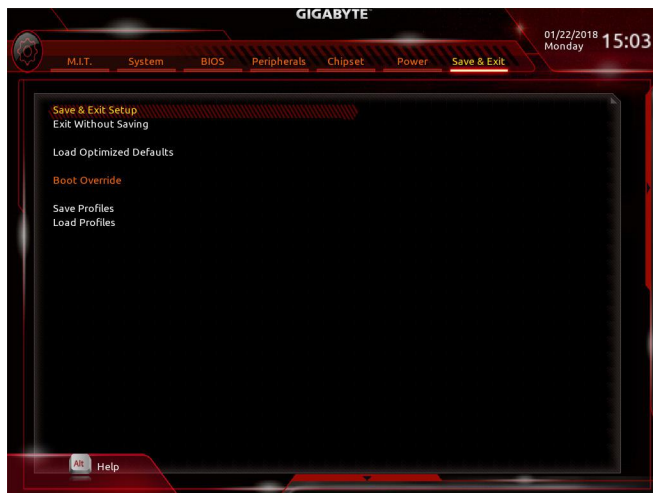 GIGABYTE™
01/22/2018 15:03
Monday
M.I.T. System BIOS Peripherals Chipset Power Save & Exit
Save & Exit Setup
Exit Without Saving
Load Optimized Defaults
Boot Override
Save Profiles
Load Profiles
Alt Help